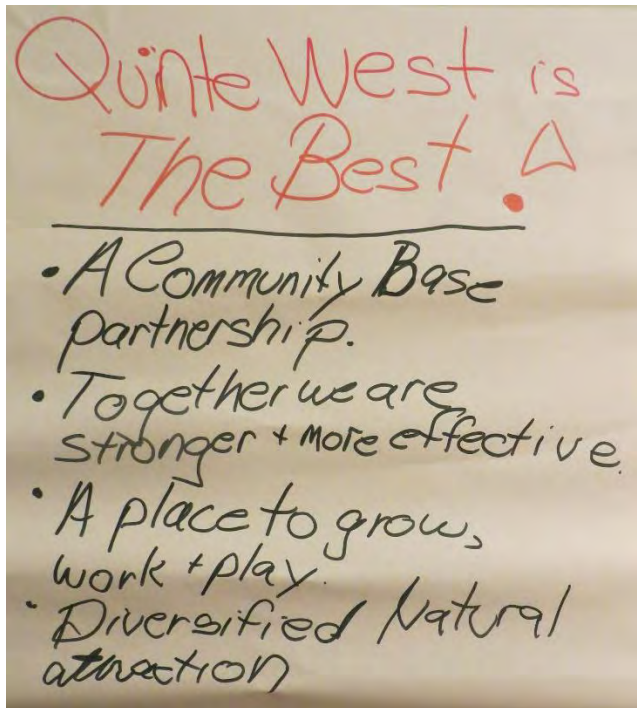 Quinte West is
The Best!
• A Community Base
partnership.
• Together we are
stronger + more effective.
• A place to grow,
work + play.
• Diversified Natural
attraction